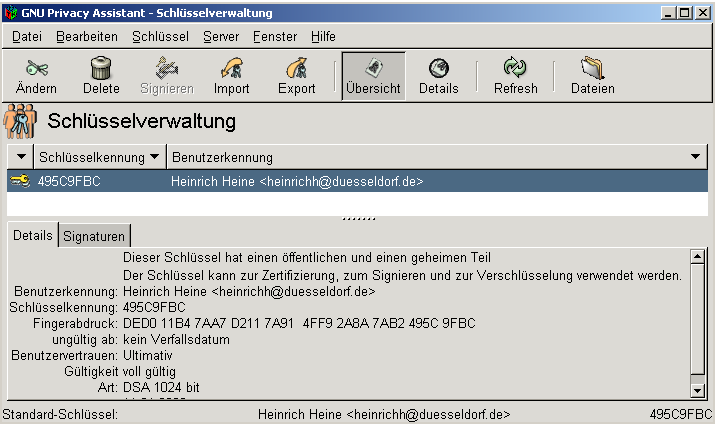 GNU Privacy Assistant - Schlüsselverwaltung
Datei Bearbeiten Schlüssel Server Fenster Hilfe
Ändern Delete Signieren Import Export Übersicht Details Refresh Dateien
Schlüsselverwaltung
Schlüsselkennung Benutzerkennung
495C9FBC Heinrich Heine <heinrichh@duesseldorf.de>
Details Signaturen
Dieser Schlüssel hat einen öffentlichen und einen geheimen Teil
Der Schlüssel kann zur Zertifizierung, zum Signieren und zur Verschlüsselung verwendet werden.
Benutzerkennung: Heinrich Heine <heinrichh@duesseldorf.de>
Schlüsselkennung: 495C9FBC
Fingerabdruck: DED0 11B4 7AA7 D211 7A91 4FF9 2A8A 7AB2 495C 9FBC
ungültig ab: kein Verfallsdatum
Benutzervertrauen: Ultimativ
Gültigkeit voll gültig
Art: DSA 1024 bit
Standard-Schlüssel: Heinrich Heine <heinrichh@duesseldorf.de> 495C9FBC